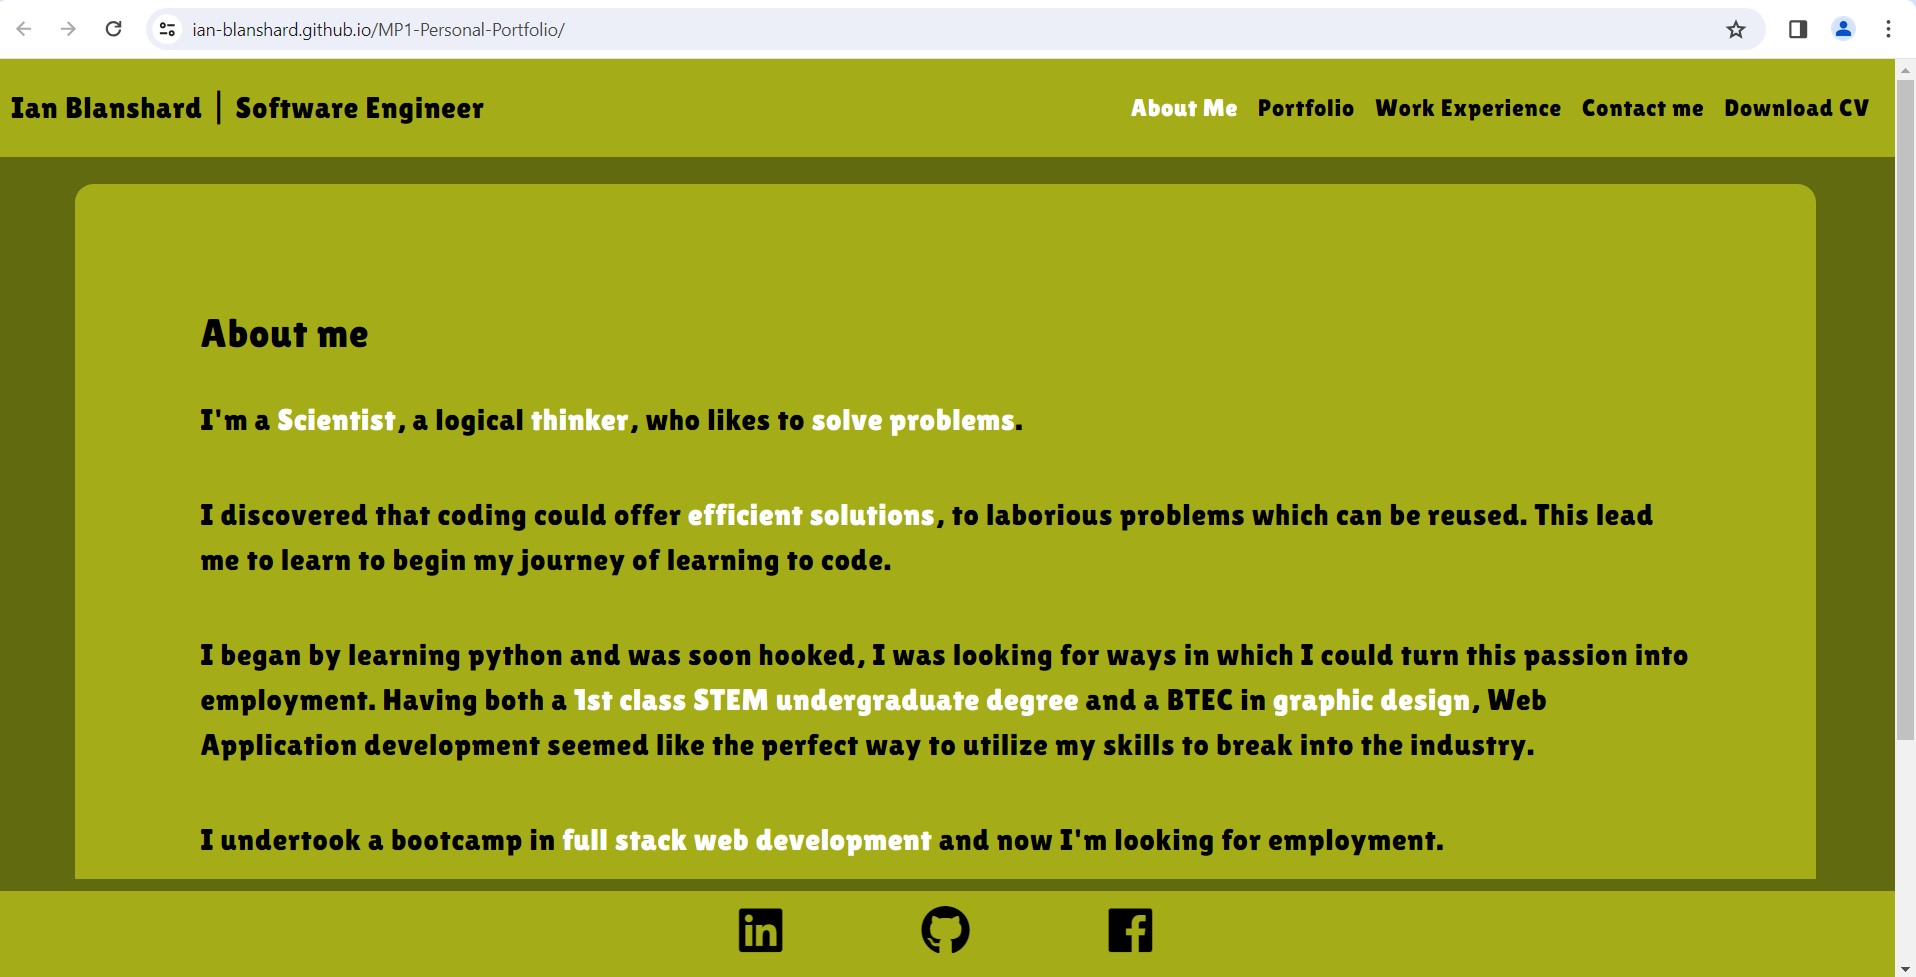 ian-blanshard.github.io/MP1-Personal-Portfolio/
Ian Blanshard | Software Engineer
About Me Portfolio Work Experience Contact me Download CV
About me
I'm a Scientist, a logical thinker, who likes to solve problems.
I discovered that coding could offer efficient solutions, to laborious problems which can be reused. This lead
me to learn to begin my journey of learning to code.
I began by learning python and was soon hooked, I was looking for ways in which I could turn this passion into
employment. Having both a 1st class STEM undergraduate degree and a BTEC in graphic design, Web
Application development seemed like the perfect way to utilize my skills to break into the industry.
I undertook a bootcamp in full stack web development and now I'm looking for employment.
in
f